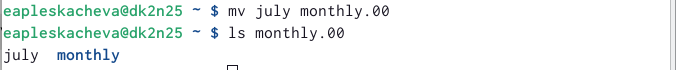 eapleskacheva@dk2n25 ~ $ mv july monthly.00
eapleskacheva@dk2n25 ~ $ ls monthly.00
july  monthly